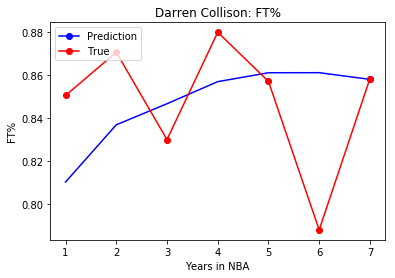 Darren Collison: FT%
Prediction
True
0.88
0.86
0.84
0.82
0.80
FT%
1 2 3 4 5 6 7
Years in NBA